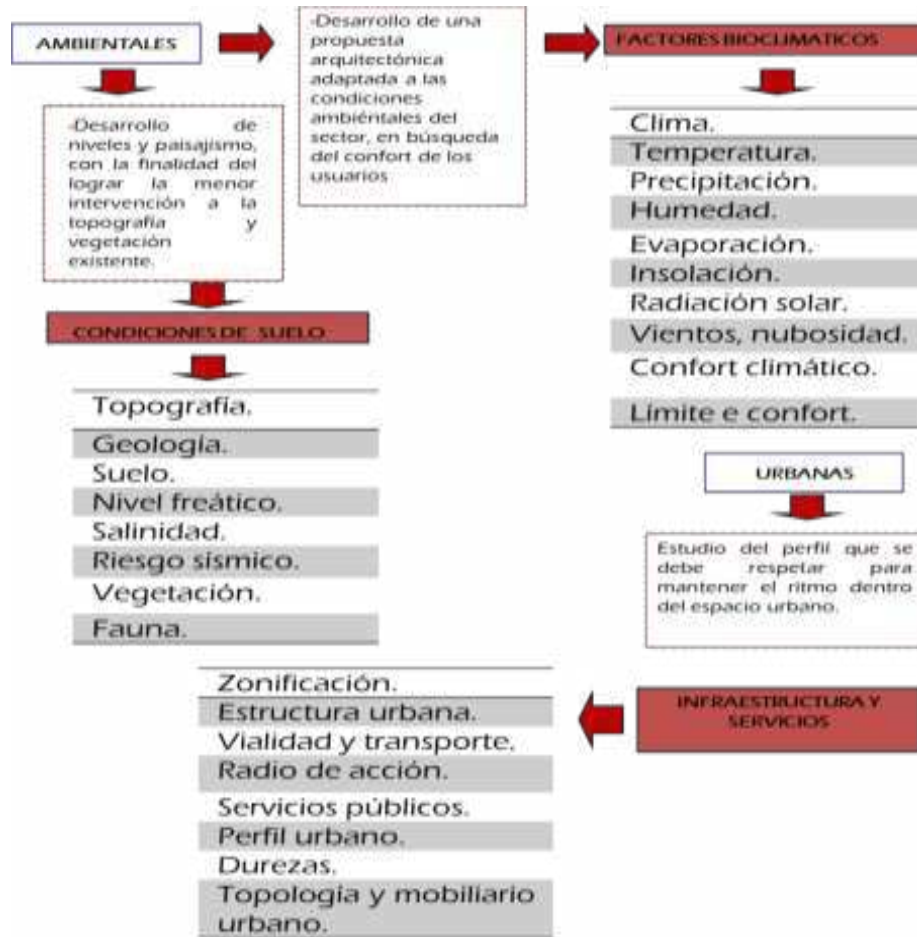 AMBIENTALES
-Desarrollo de una
propuesta
arquitectónica
adaptada a las
condiciones
ambiéntales del
sector, en búsqueda
del confort de los
usuarios
FACTORES BIOCLIMATICOS
-Desarrollo de
niveles y paisajismo,
con la finalidad del
lograr la menor
intervención a la
topografía y
vegetación
existente.
Clima.
Temperatura.
Precipitación.
Humedad.
Evaporación.
Insolación.
Radiación solar.
Vientos, nubosidad.
Confort climático.
Límite e confort.
CONDICIONES DE SUELO
Topografía.
Geología.
Suelo.
Nivel freático.
Salinidad.
Riesgo sísmico.
Vegetación.
Fauna.
URBANAS
Estudio del perfil que se
debe respetar para
mantener el ritmo dentro
del espacio urbano.
INFRAESTRUCTURA Y
SERVICIOS
Zonificación.
Estructura urbana.
Vialidad y transporte.
Radio de acción.
Servicios públicos.
Perfil urbano.
Durezas.
Topología y mobiliario
urbano.